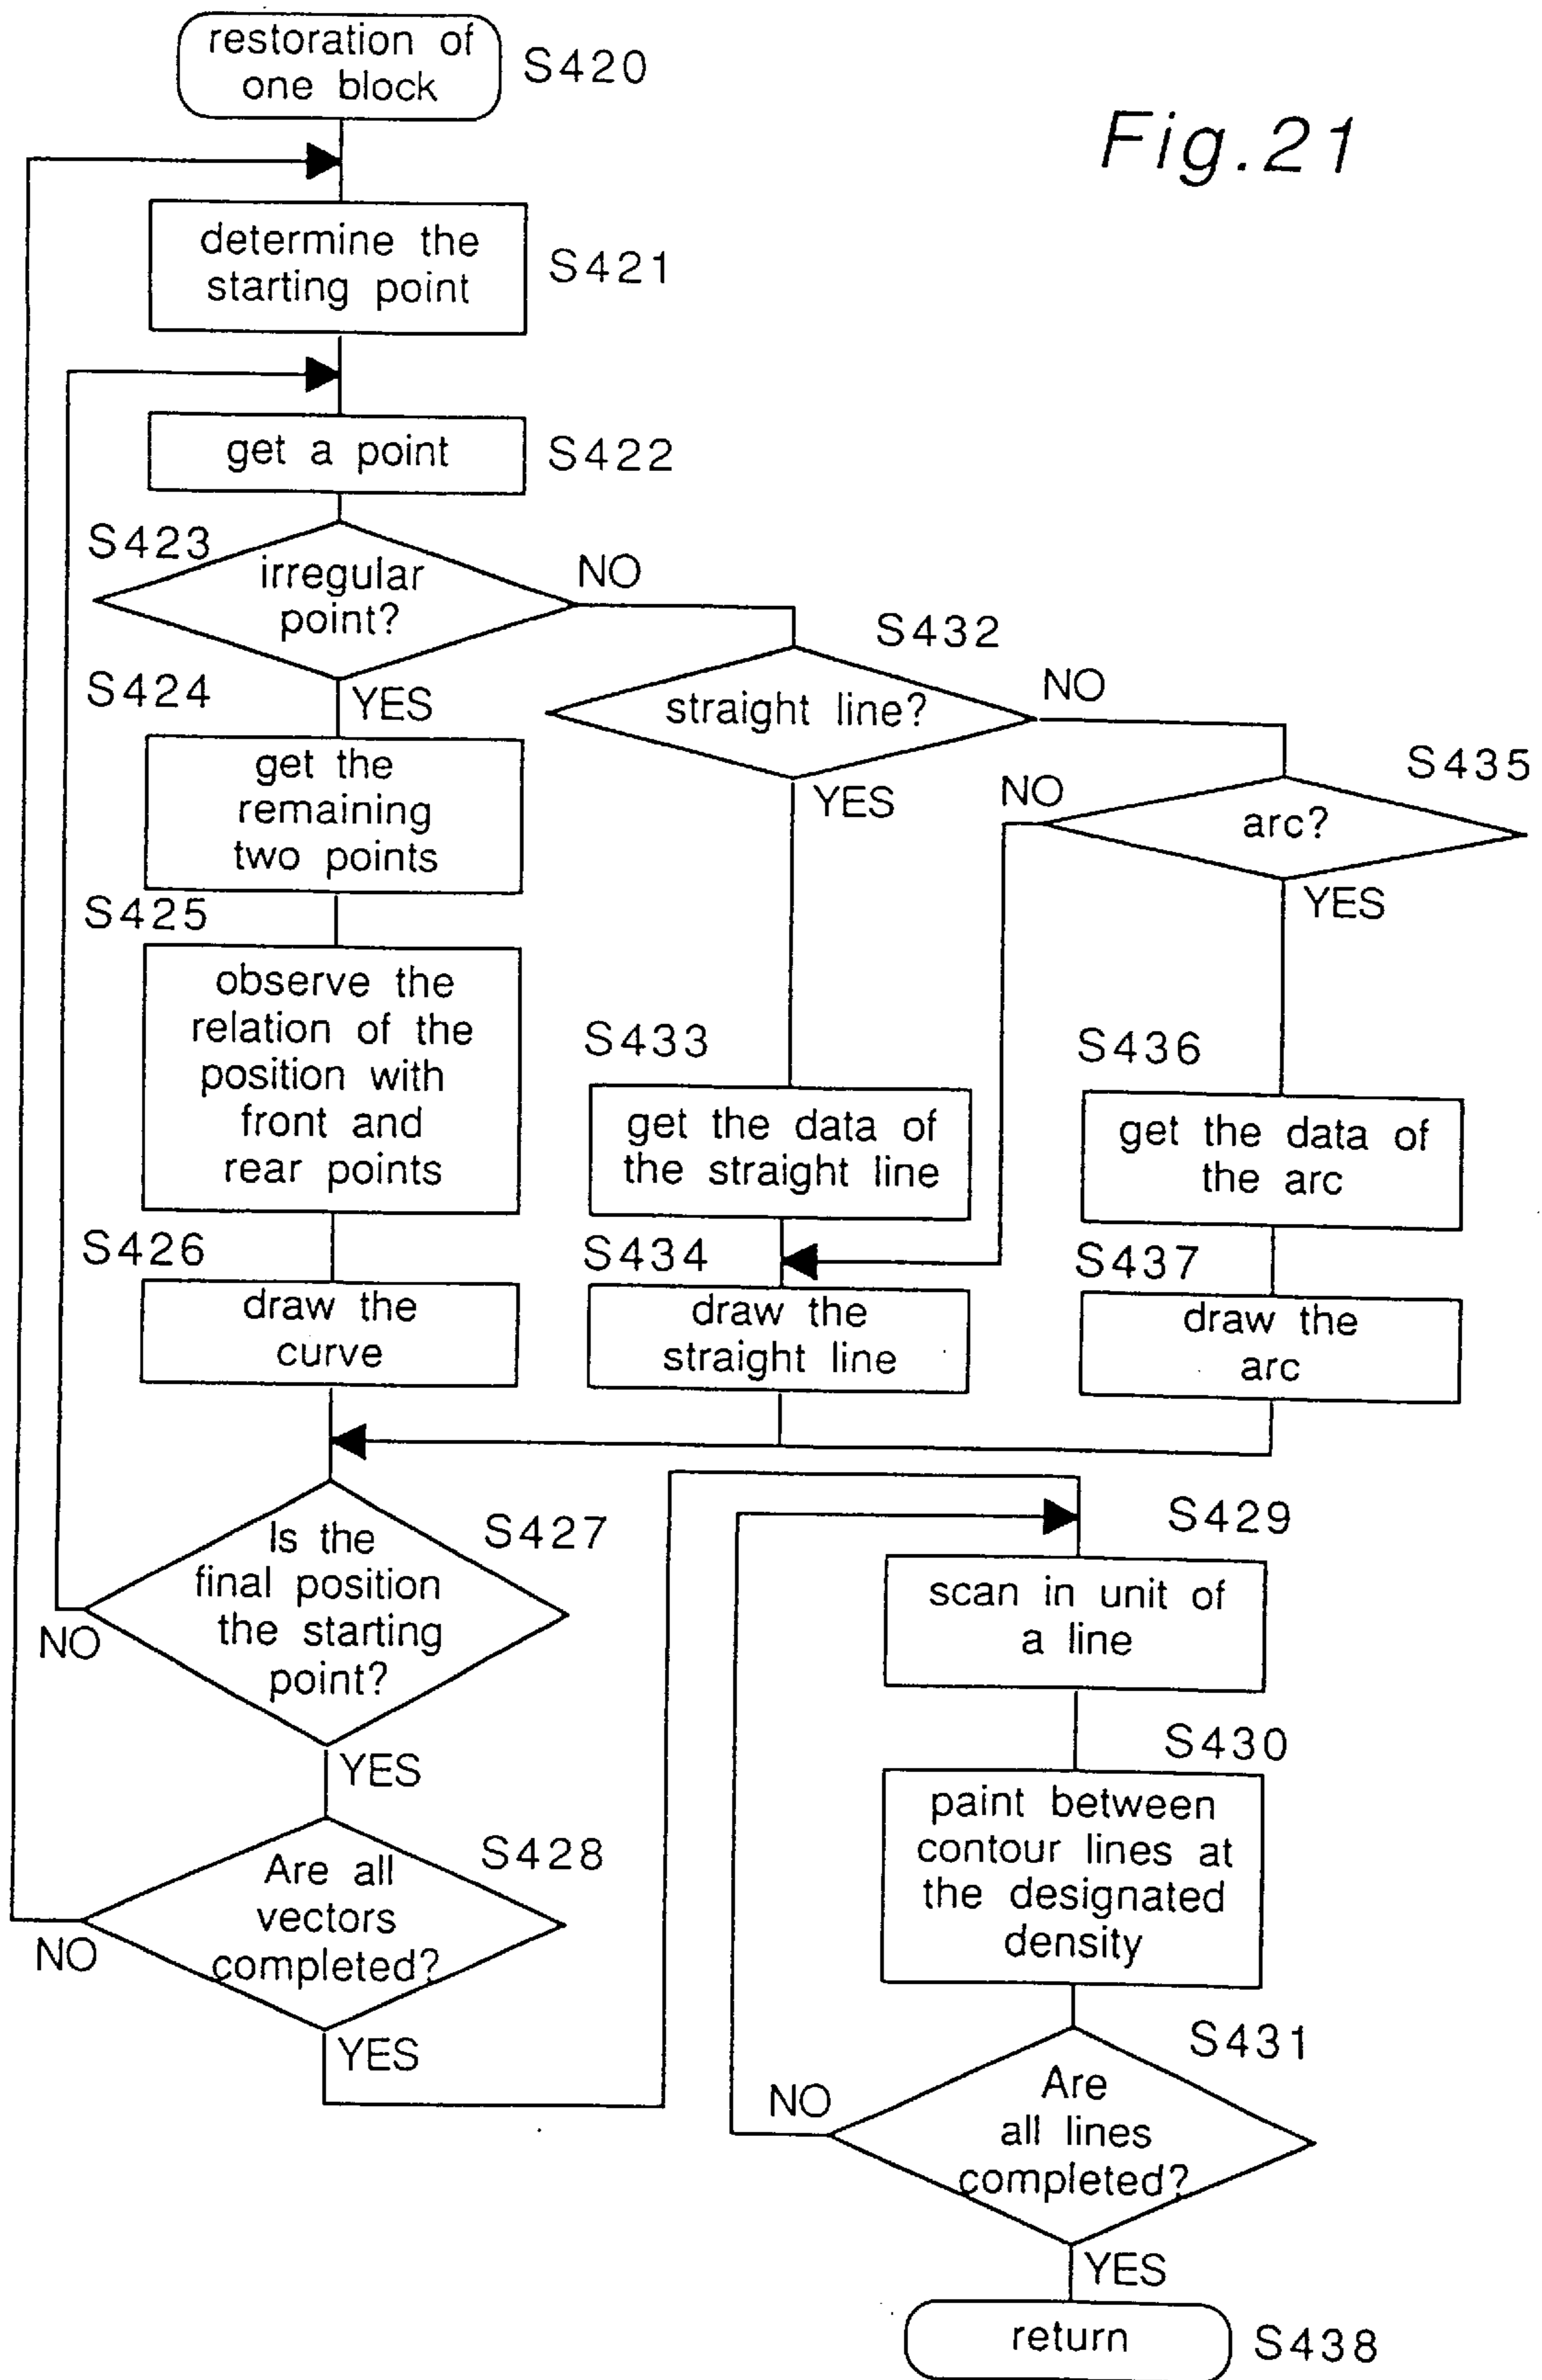 restoration of
one block
S420
Fig.21
determine the
starting point
S421
get a point
S422
S423
irregular
point?
NO
S424
YES
S432
straight line?
NO
YES
S435
arc?
NO
YES
get the
remaining
two points
S425
observe the
relation of the
position with
front and
rear points
S433
get the data of
the straight line
S436
get the data of
the arc
S426
draw the
curve
S434
draw the
straight line
S437
draw the
arc
Is the
final position
the starting
point?
S427
NO
YES
Are all
vectors
completed?
S428
NO
YES
S429
scan in unit of
a line
S430
paint between
contour lines at
the designated
density
S431
Are
all lines
completed?
NO
YES
return
S438